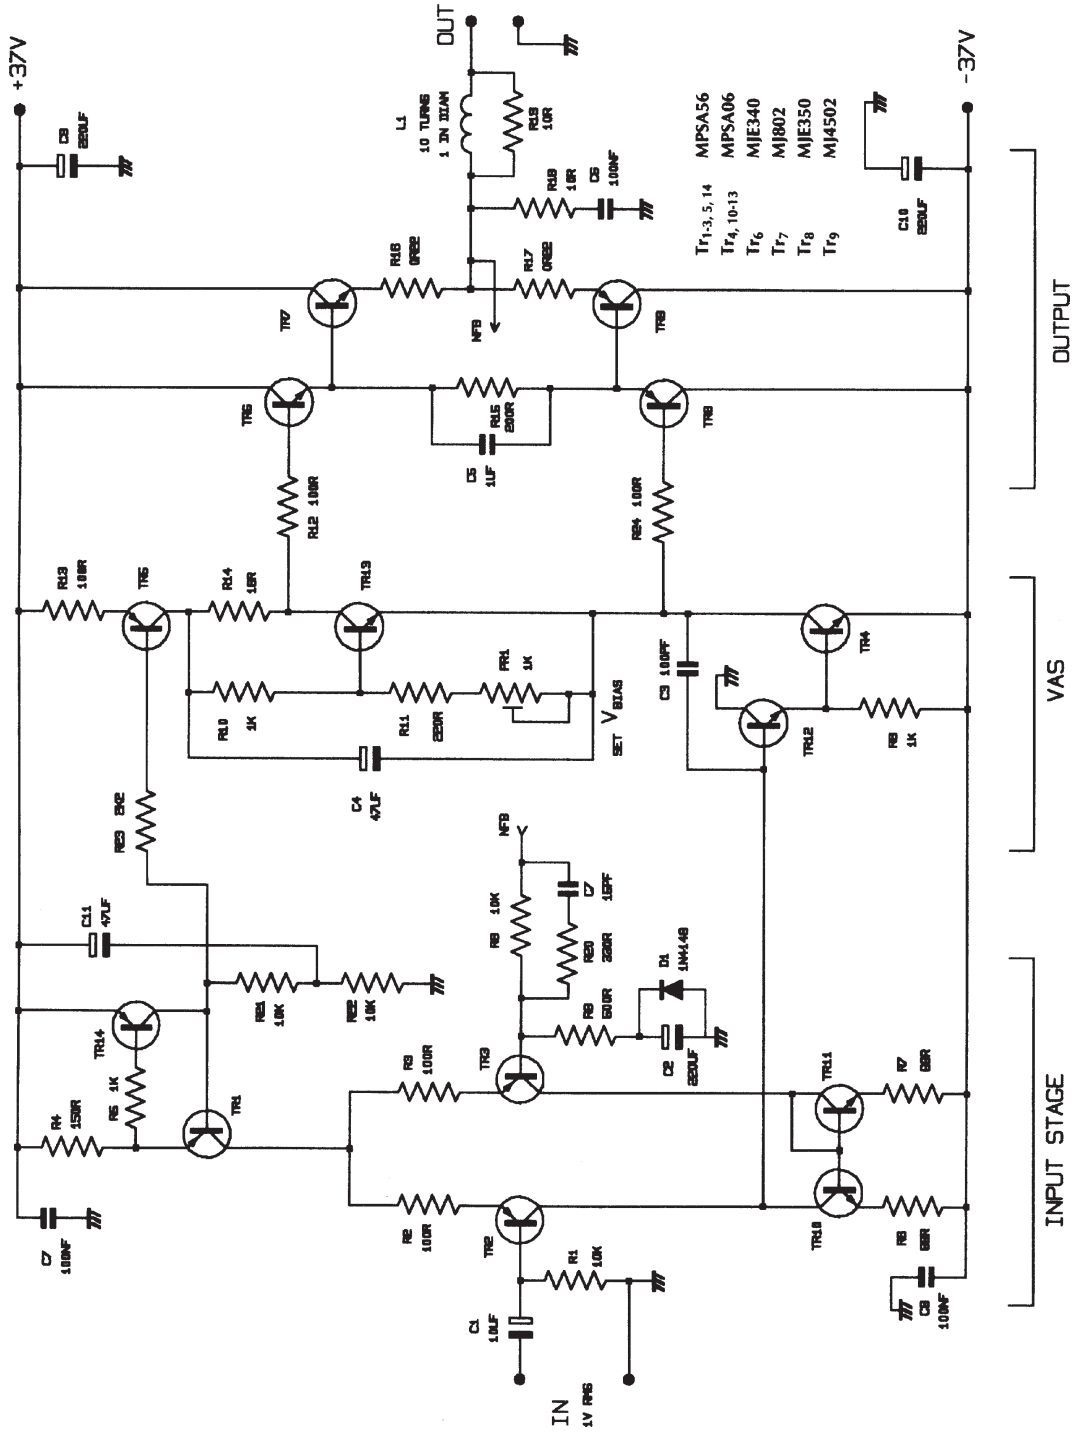 +37V
-37V
C7
100NF
R4
150R
R5 1K
TR14
TR1
C11
47UF
R21
10K
R22
10K
R23 2K2
R13
100R
TR5
R14
18R
R10
1K
TR13
R11
220R
PR1
1K
SET VBIAS
C4
47UF
R12 100R
R24 100R
TR6
TR7
C5
1UF
R15
200R
TR8
R16
0R22
R17
0R22
NFB
R18
10R
C6
100NF
L1
10 TURNS
1 IN DIAM
R19
10R
OUT
C9
220UF
C10
220UF
R2
100R
R3
100R
TR2
TR3
C1
10UF
R1
10K
IN
1V RMS
NFB
R8 10K
R20
330R
C7
15PF
R9
500R
C2
220UF
D1
1N4148
C3 100PF
TR12
TR4
1K
TR10
TR11
R6
68R
R7
68R
C8
100NF
Tr1-3, 5, 14 MPSA56
Tr4, 10-13 MPSA06
Tr6 MJE340
Tr7 MJ802
Tr8 MJE350
Tr9 MJ4502
INPUT STAGE
VAS
OUTPUT